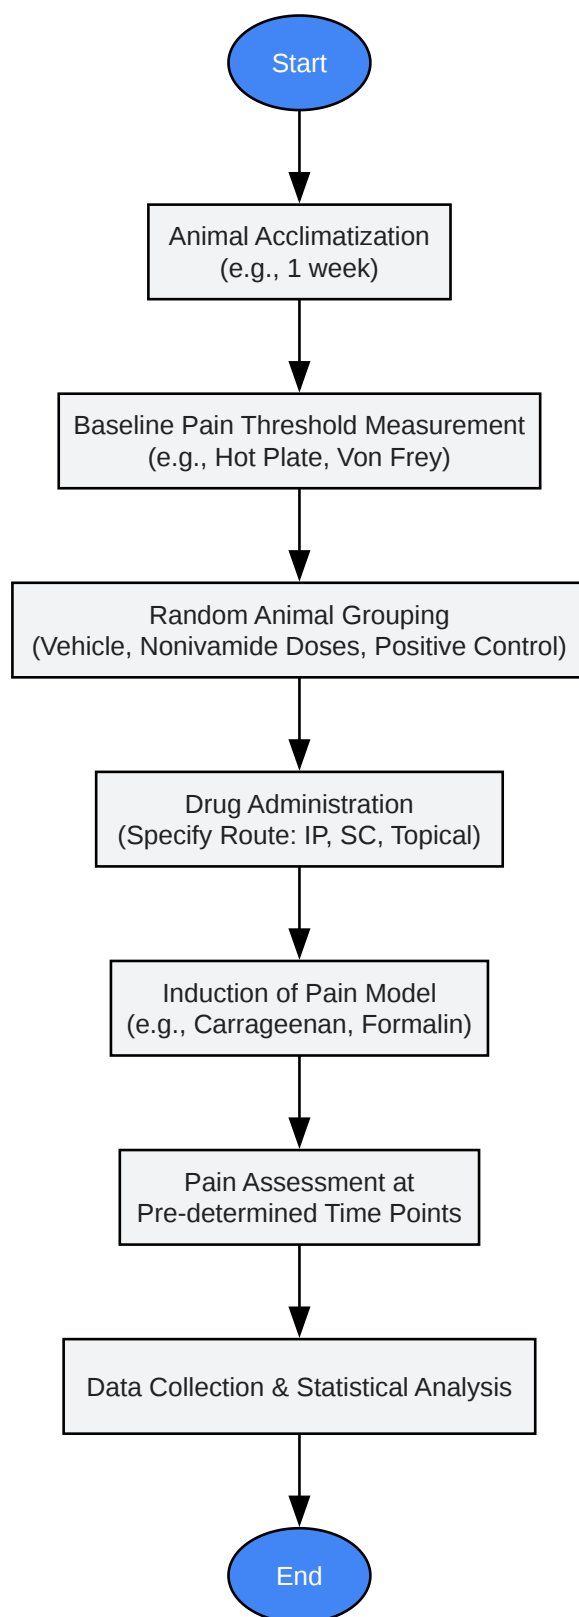 Start
Animal Acclimatization
(e.g., 1 week)
Baseline Pain Threshold Measurement
(e.g., Hot Plate, Von Frey)
Random Animal Grouping
(Vehicle, Nonivamide Doses, Positive Control)
Drug Administration
(Specify Route: IP, SC, Topical)
Induction of Pain Model
(e.g., Carrageenan, Formalin)
Pain Assessment at
Pre-determined Time Points
Data Collection & Statistical Analysis
End